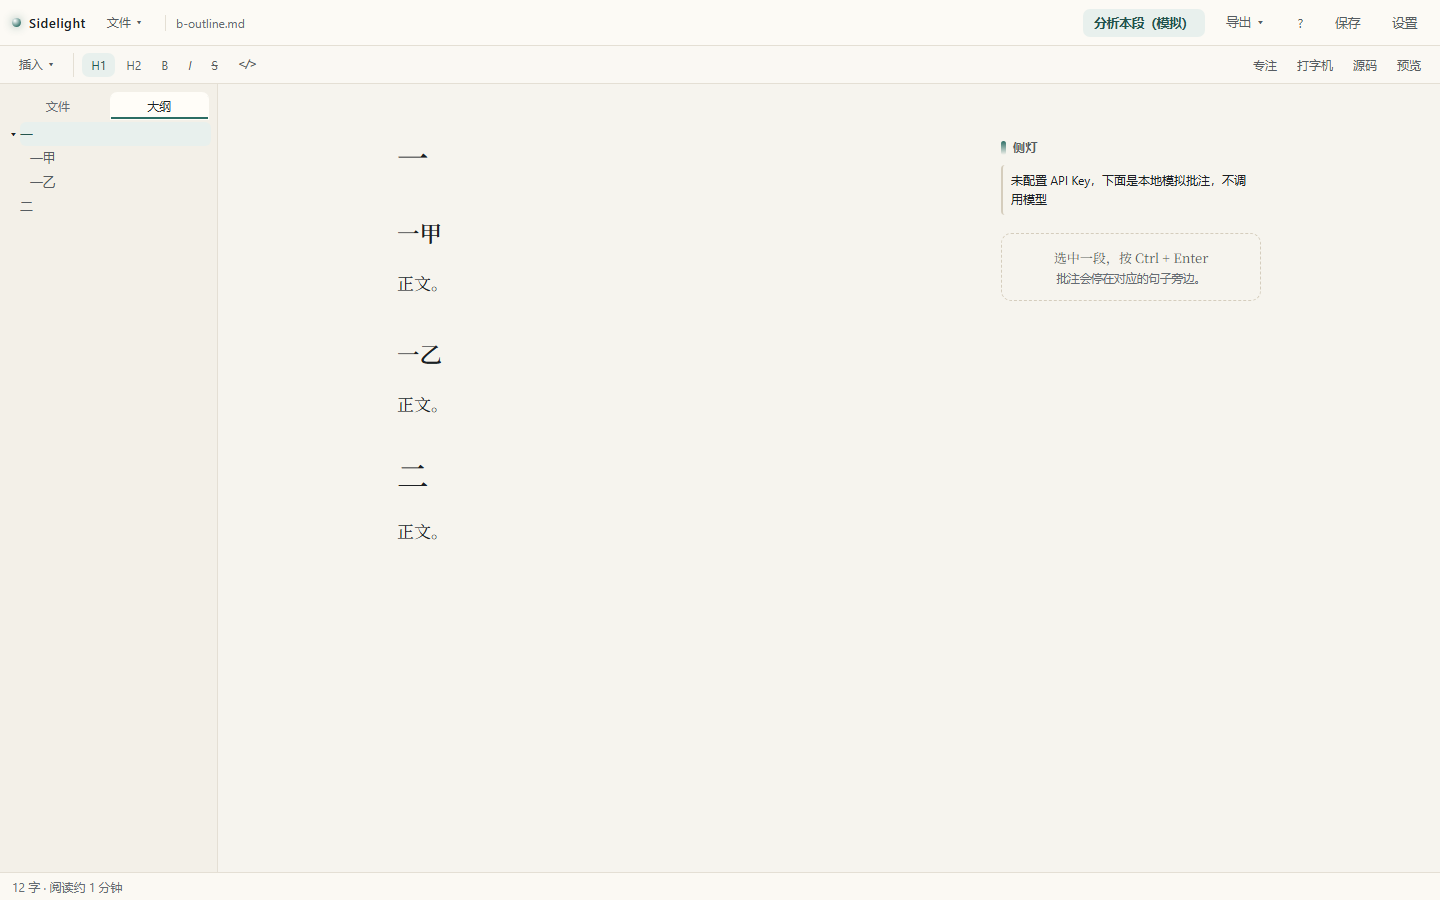 Sidelight 文件 b-outline.md 分析本段（模拟） 导出 ? 保存 设置
插入 H1 H2 B I S </> 专注 打字机 源码 预览
文件 大纲
一
一甲
一乙
二
一
一甲
正文。
一乙
正文。
二
正文。
侧灯
未配置 API Key，下面是本地模拟批注，不调
用模型
选中一段，按 Ctrl + Enter
批注会停在对应的句子旁边。
12 字 · 阅读约 1 分钟